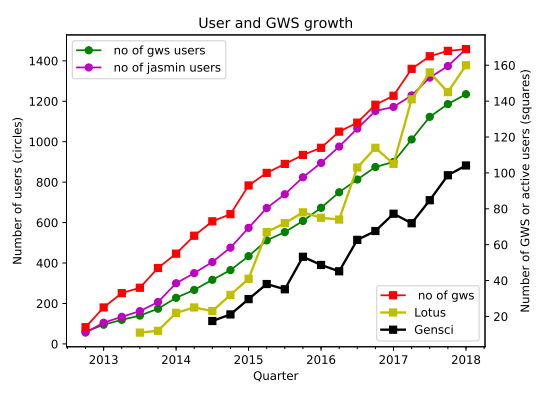 User and GWS growth
no of gws users
no of jasmin users
1400
1200
1000
800
600
400
200
0
Number of users (circles)
160
140
120
100
80
60
40
20
Number of GWS or active users (squares)
no of gws
Lotus
Gensci
2013 2014 2015 2016 2017 2018
Quarter